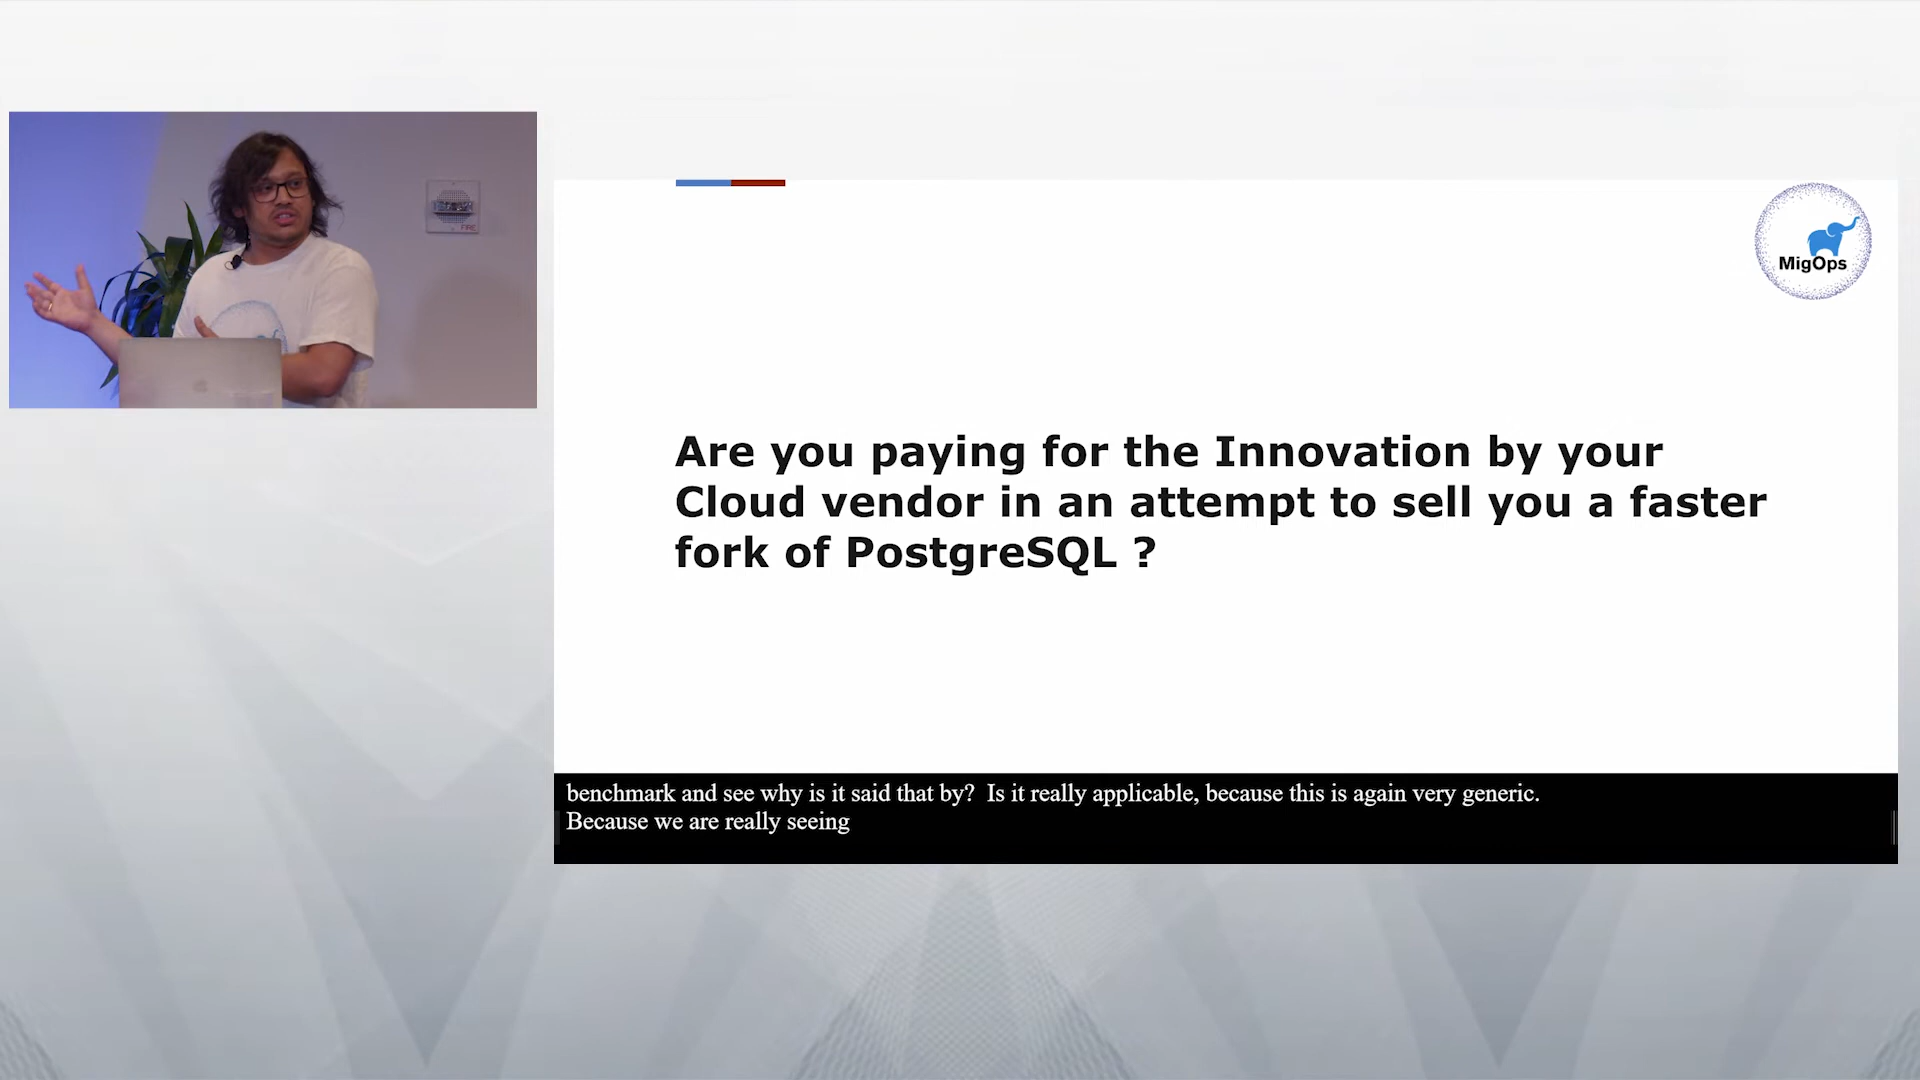 FIRE
MigOps
Are you paying for the Innovation by your
Cloud vendor in an attempt to sell you a faster
fork of PostgreSQL ?
benchmark and see why is it said that by?  Is it really applicable, because this is again very generic.
Because we are really seeing